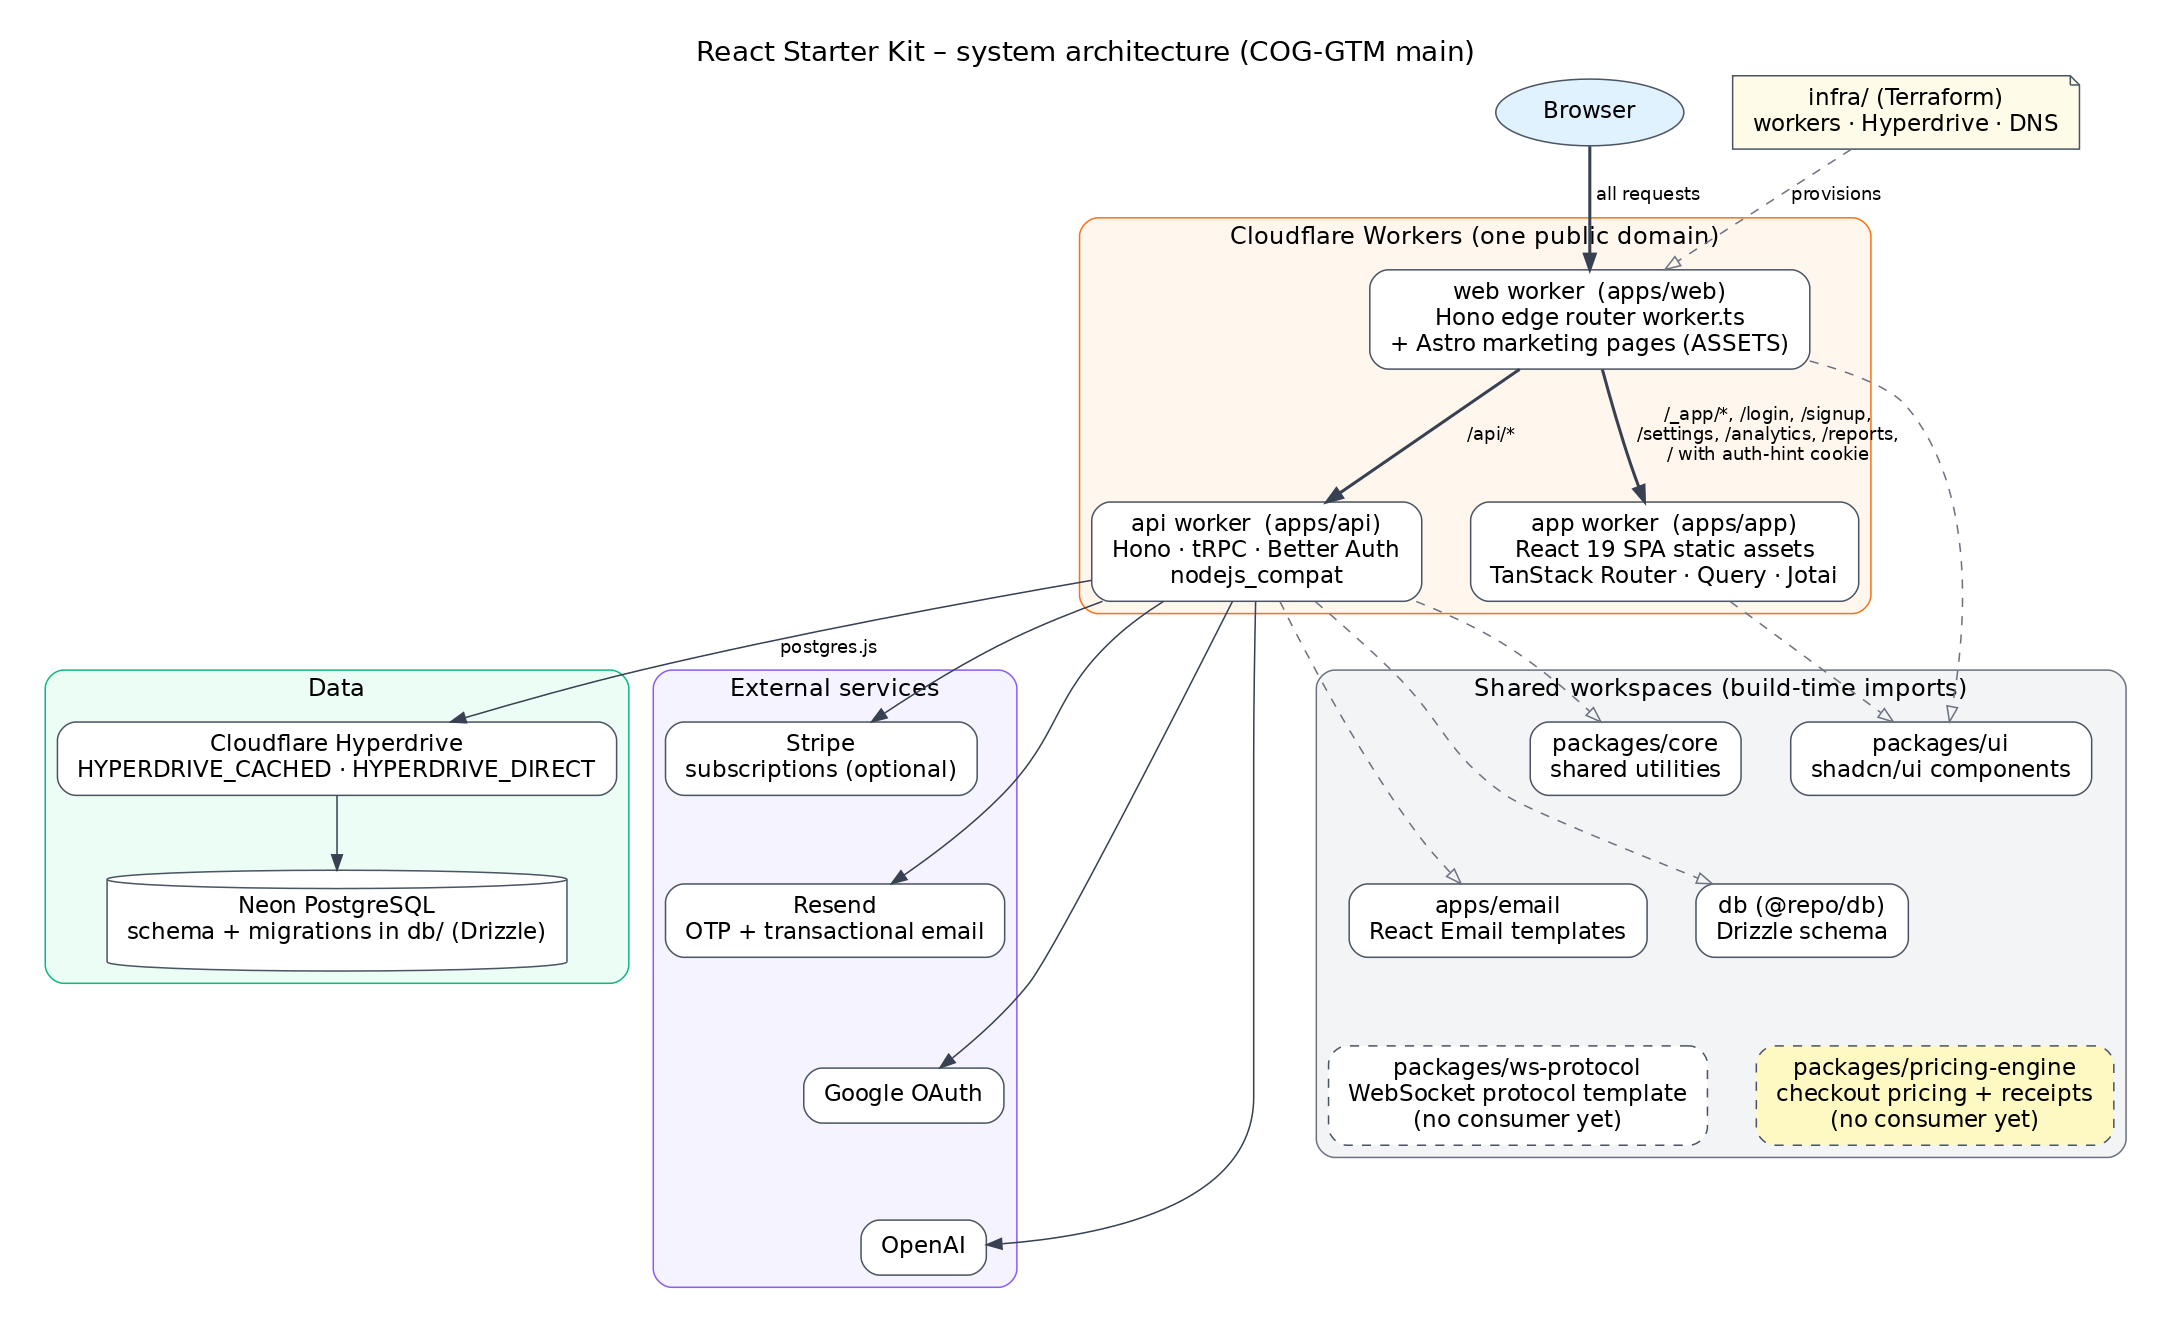 React Starter Kit – system architecture (COG-GTM main)
Browser
infra/ (Terraform)
workers · Hyperdrive · DNS
all requests
provisions
Cloudflare Workers (one public domain)
web worker  (apps/web)
Hono edge router worker.ts
+ Astro marketing pages (ASSETS)
/api/*
/_app/*, /login, /signup,
/settings, /analytics, /reports,
/ with auth-hint cookie
api worker  (apps/api)
Hono · tRPC · Better Auth
nodejs_compat
app worker  (apps/app)
React 19 SPA static assets
TanStack Router · Query · Jotai
postgres.js
Data
Cloudflare Hyperdrive
HYPERDRIVE_CACHED · HYPERDRIVE_DIRECT
Neon PostgreSQL
schema + migrations in db/ (Drizzle)
External services
Stripe
subscriptions (optional)
Resend
OTP + transactional email
Google OAuth
OpenAI
Shared workspaces (build-time imports)
packages/core
shared utilities
packages/ui
shadcn/ui components
apps/email
React Email templates
db (@repo/db)
Drizzle schema
packages/ws-protocol
WebSocket protocol template
(no consumer yet)
packages/pricing-engine
checkout pricing + receipts
(no consumer yet)